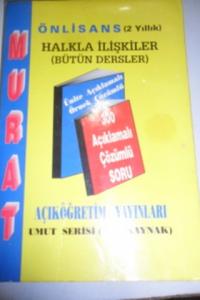 MURAT
ÖNLİSANS (2 Yıllık)
HALKLA İLİŞKİLER
(BÜTÜN DERSLER)
Ünite Açıklamalı
Örnek Çözümlü
300
Açıklamalı
Çözümlü
SORU
AÇIKÖĞRETİM YAYINLARI
UMUT SERİSİ ( KAYNAK)